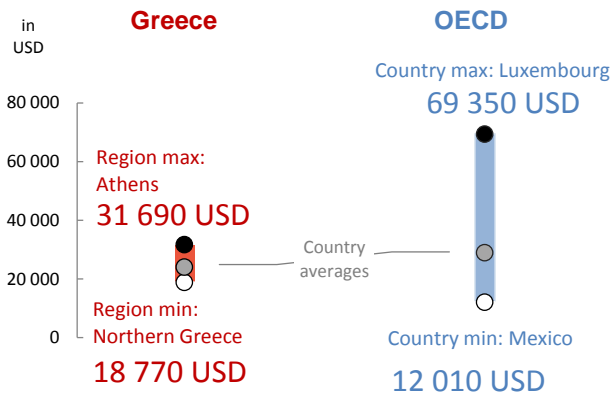 in
USD
Greece
OECD
Country max: Luxembourg
69 350 USD
80 000
60 000
40 000
20 000
0
Region max:
Athens
31 690 USD
Country
averages
Region min:
Northern Greece
18 770 USD
Country min: Mexico
12 010 USD